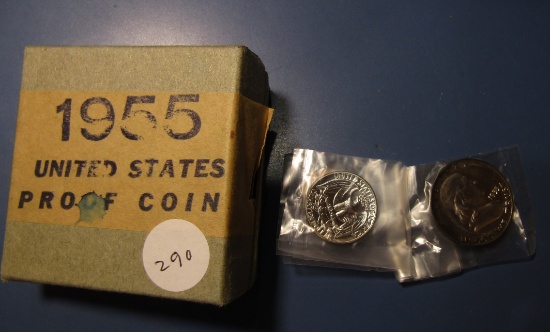 1955
UNITED STATES
PROOF COIN
290